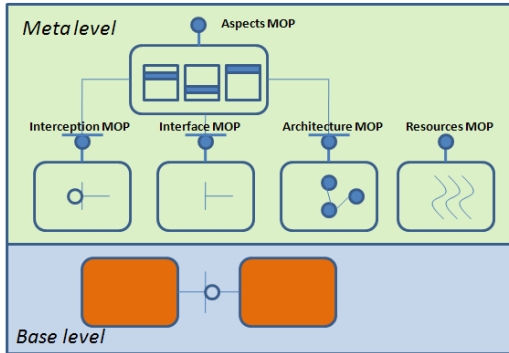 Meta level
Aspects MOP
Interception MOP
Interface MOP
Architecture MOP
Resources MOP
Base level